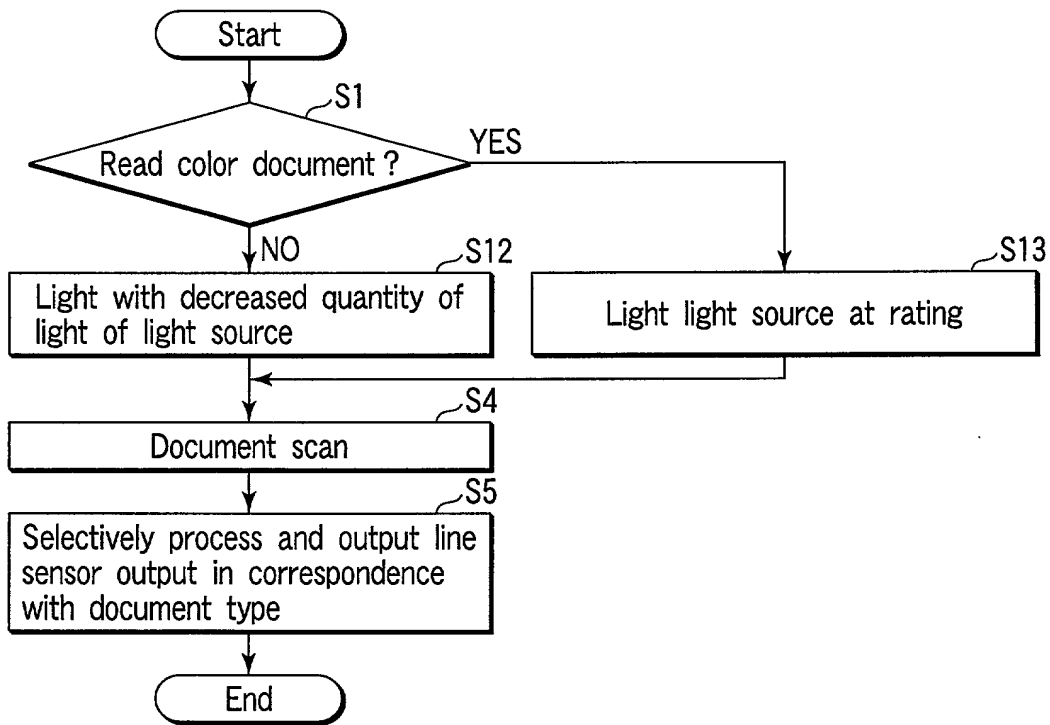 Start
S1
Read color document ?
YES
NO
S12
S13
Light with decreased quantity of
light of light source
Light light source at rating
S4
Document scan
S5
Selectively process and output line
sensor output in correspondence
with document type
End